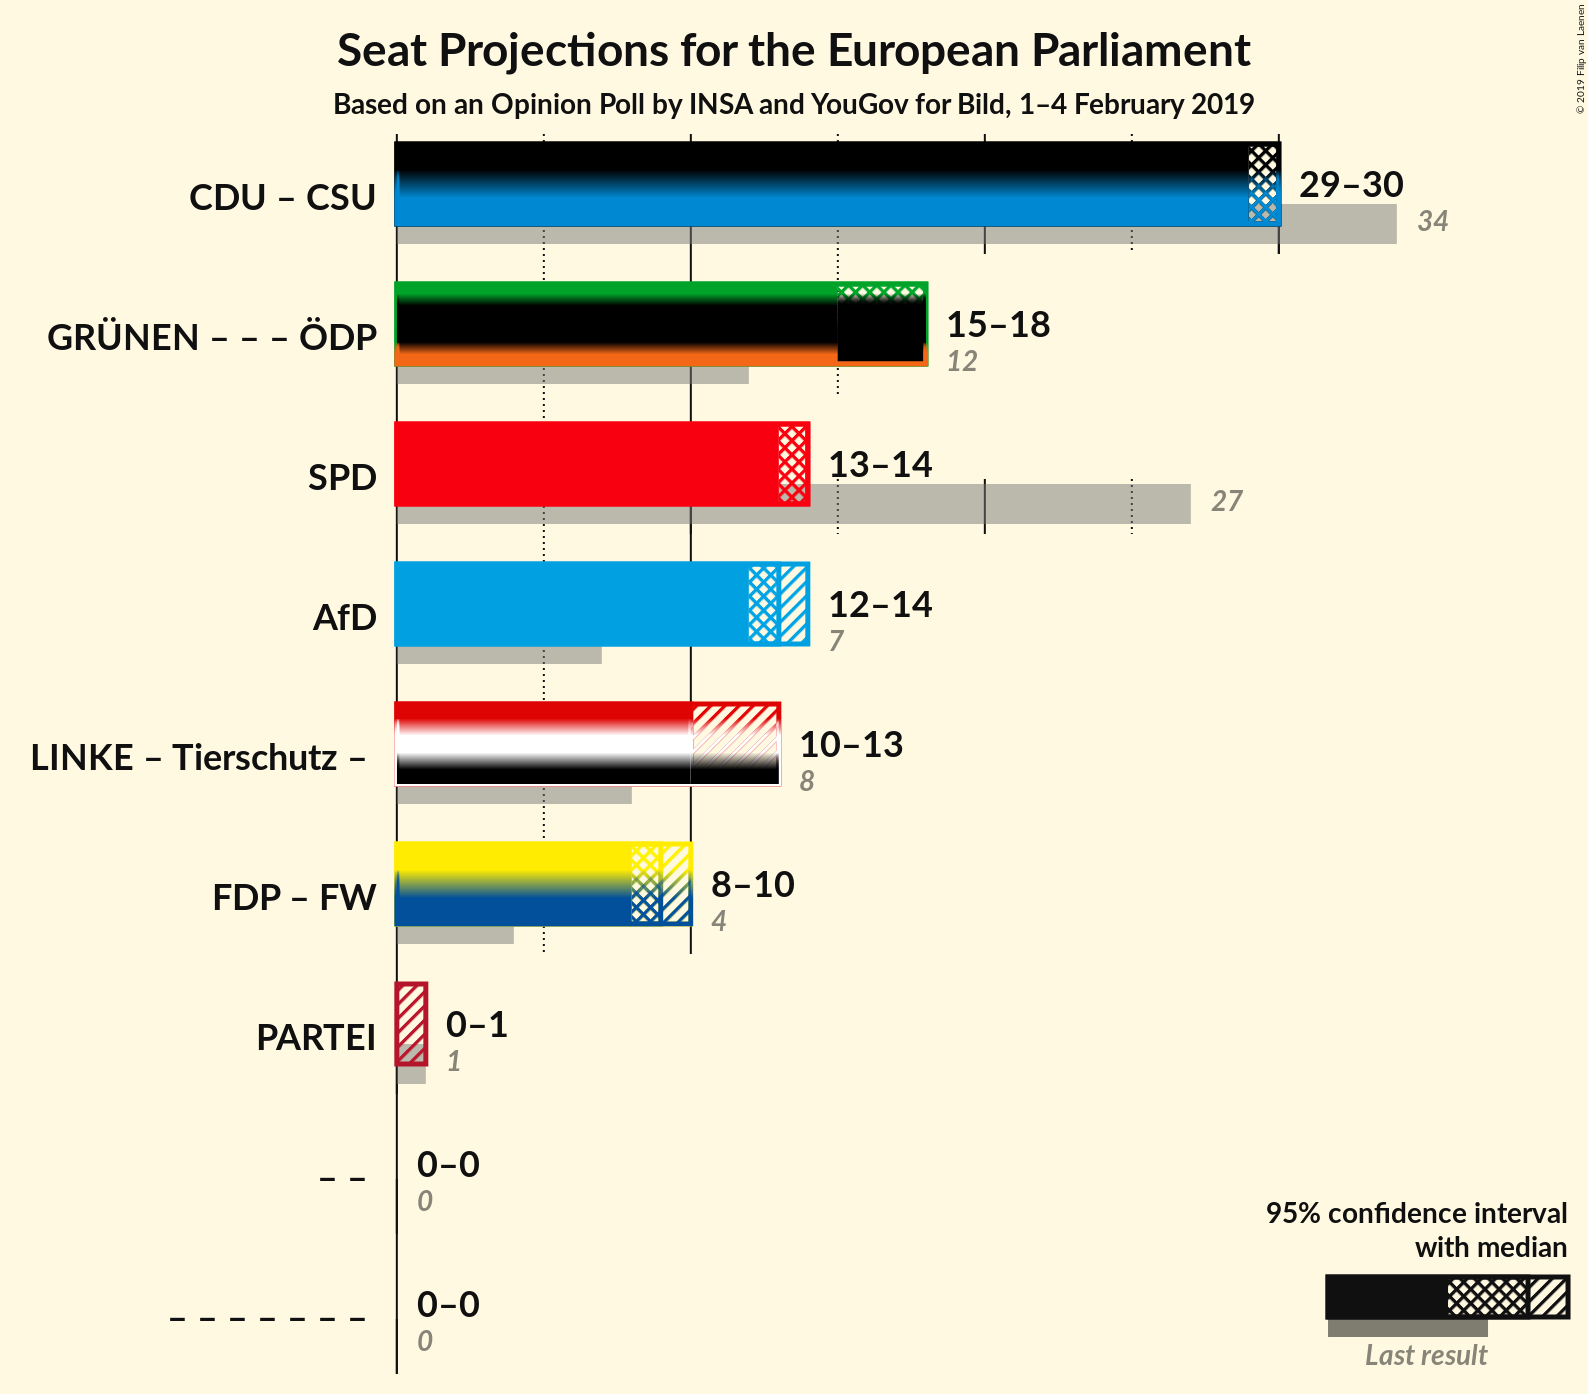 Seat Projections for the European Parliament
Based on an Opinion Poll by INSA and YouGov for Bild, 1–4 February 2019
© 2019 Filip van Laenen
CDU – CSU
29–30
34
GRÜNEN – – – ÖDP
15–18
12
SPD
13–14
27
AfD
12–14
7
LINKE – Tierschutz –
10–13
8
FDP – FW
8–10
4
PARTEI
0–1
1
– –
0–0
0
– – – – – – –
0–0
0
95% confidence interval
with median
Last result